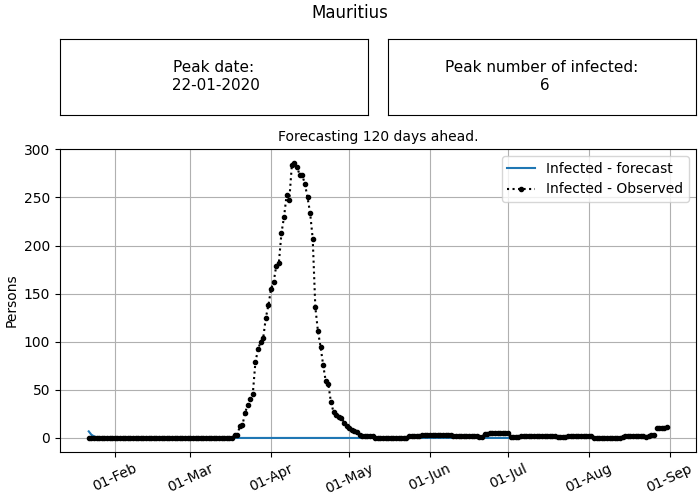 Mauritius
Peak date:
22-01-2020
Peak number of infected:
6
Forecasting 120 days ahead.
Infected - forecast
Infected - Observed
Persons
300
250
200
150
100
50
0
01-Feb
01-Mar
01-Apr
01-May
01-Jun
01-Jul
01-Aug
01-Sep